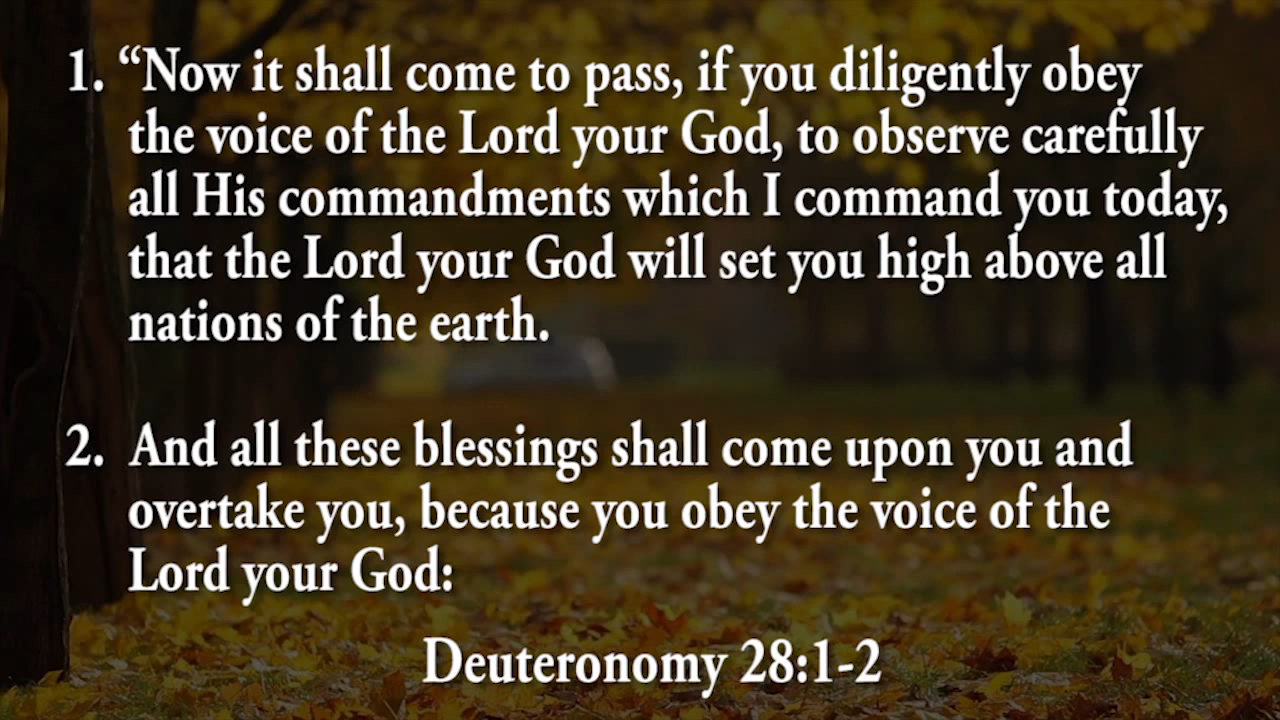 1. “Now it shall come to pass, if you diligently obey
the voice of the Lord your God, to observe carefully
all His commandments which I command you today,
that the Lord your God will set you high above all
nations of the earth.
2. And all these blessings shall come upon you and
overtake you, because you obey the voice of the
Lord your God:
Deuteronomy 28:1-2